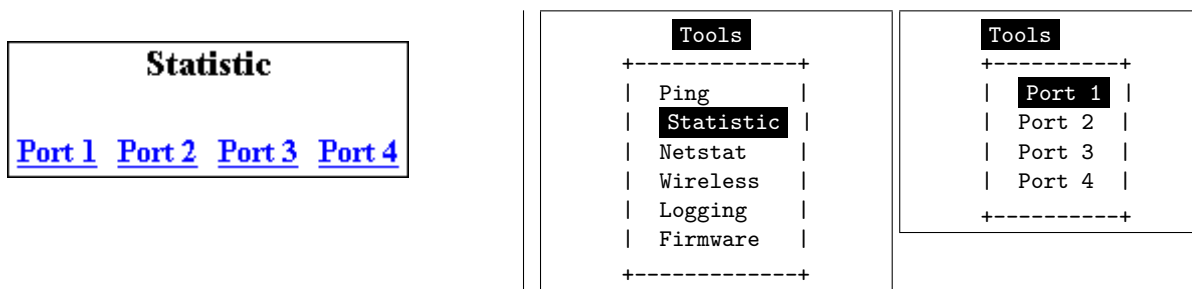 Statistic
Port 1 Port 2 Port 3 Port 4
Tools
+-------------+
| Ping |
| Statistic |
| Netstat |
| Wireless |
| Logging |
| Firmware |
+-------------+
Tools
+----------+
| Port 1 |
| Port 2 |
| Port 3 |
| Port 4 |
+----------+